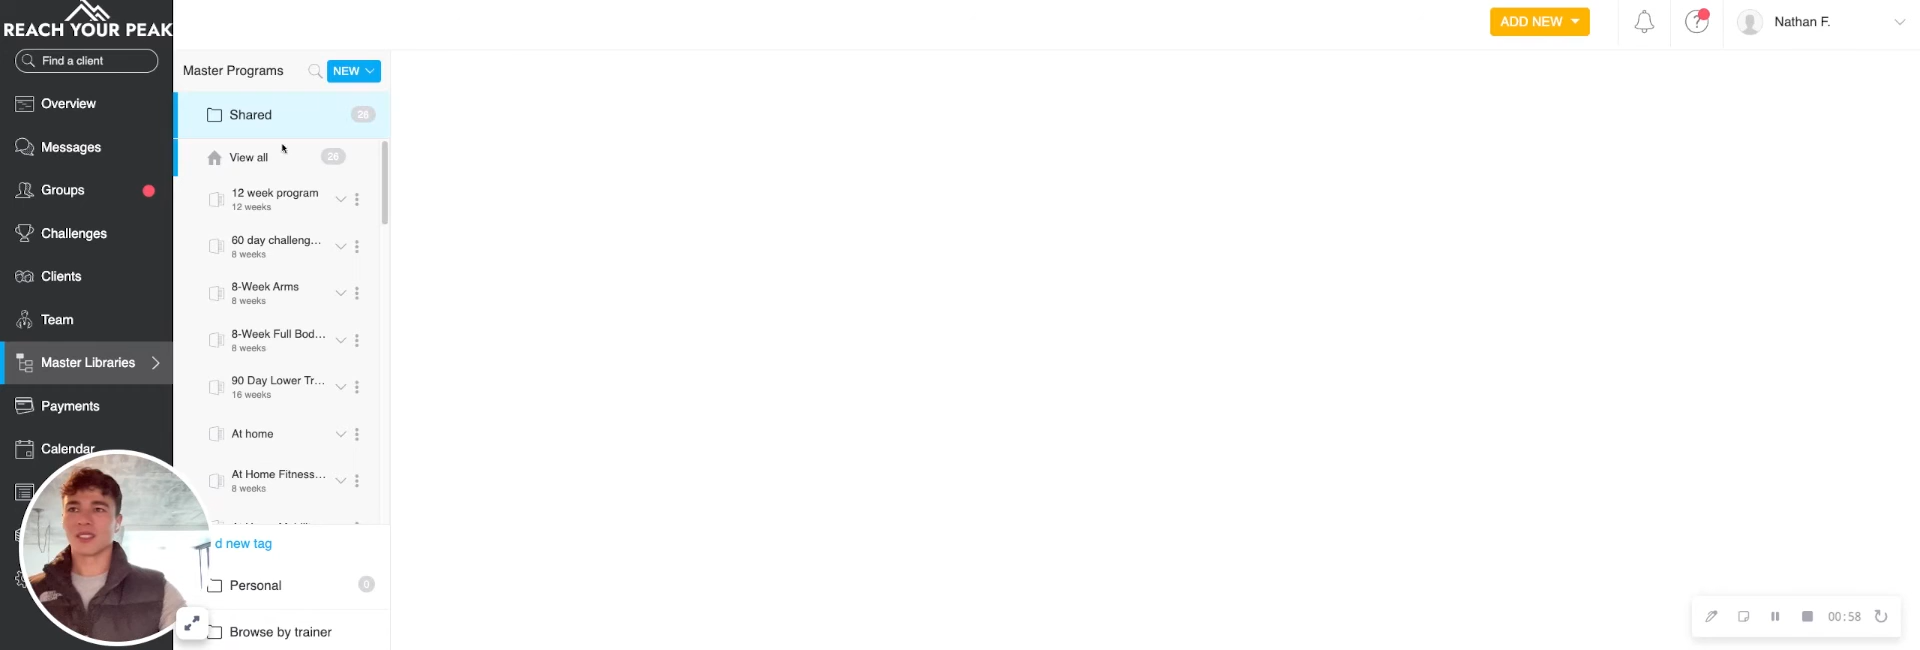 REACH YOUR PEAK
Find a client
Overview
Messages
Groups
Challenges
Clients
Team
Master Libraries
Payments
Calendar
ADD NEW
Nathan F.
Master Programs
NEW
Shared
26
View all
26
12 week program
12 weeks
60 day challeng...
8 weeks
8-Week Arms
8 weeks
8-Week Full Bod...
8 weeks
90 Day Lower Tr...
16 weeks
At home
At Home Fitness...
8 weeks
d new tag
Personal
0
Browse by trainer
00:58